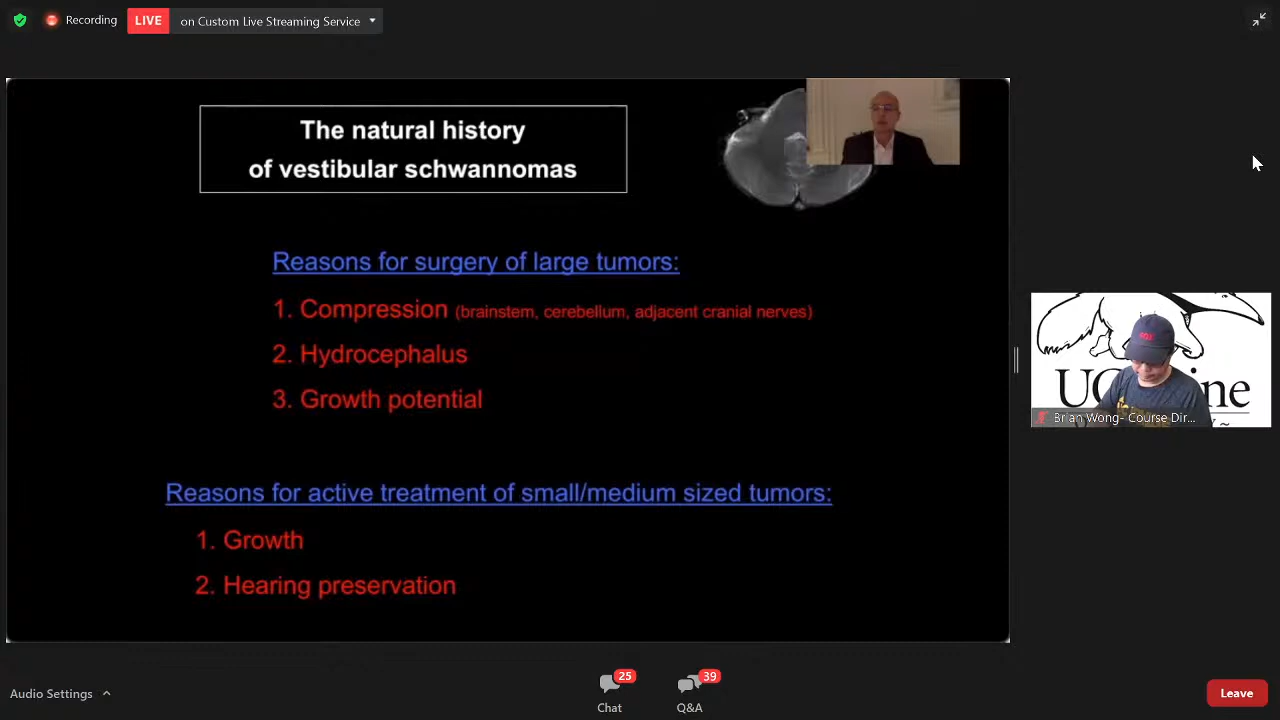 Recording
LIVE
on Custom Live Streaming Service
The natural history
of vestibular schwannomas
Reasons for surgery of large tumors:
1. Compression (brainstem, cerebellum, adjacent cranial nerves)
2. Hydrocephalus
3. Growth potential
Reasons for active treatment of small/medium sized tumors:
1. Growth
2. Hearing preservation
Brian Wong- Course Dir...
Audio Settings
25
Chat
39
Q&A
Leave